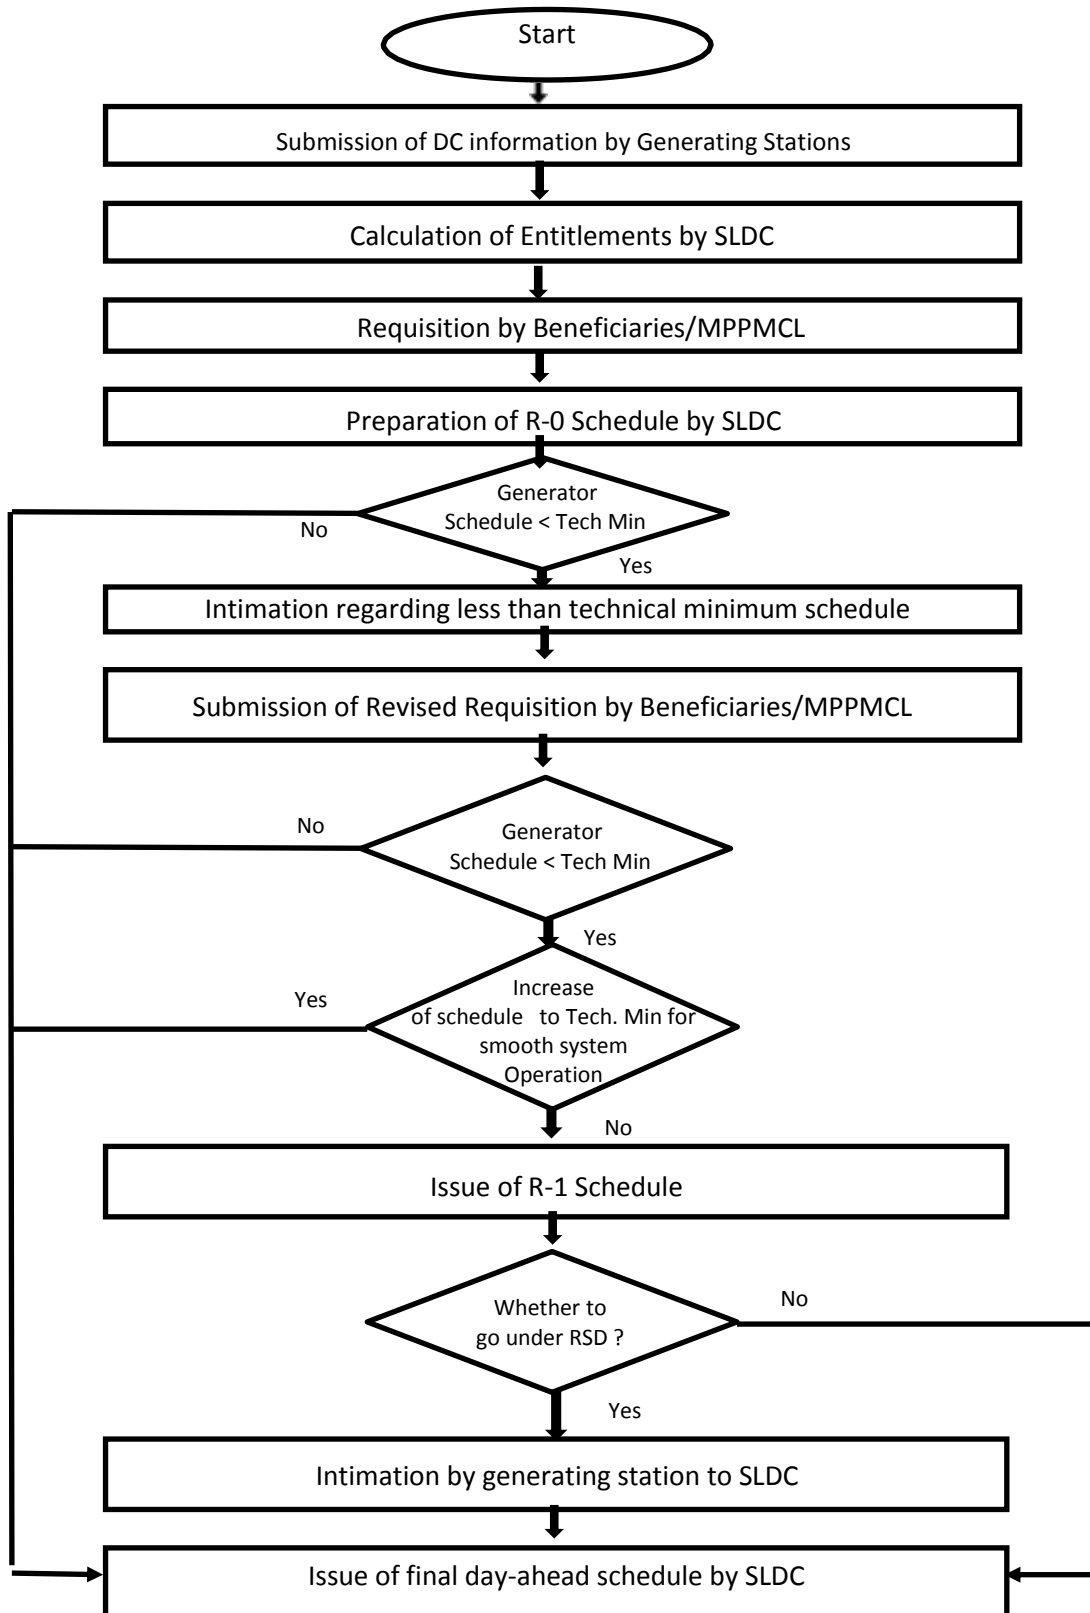 Start
Submission of DC information by Generating Stations
Calculation of Entitlements by SLDC
Requisition by Beneficiaries/MPPMCL
Preparation of R-0 Schedule by SLDC
Generator
Schedule < Tech Min
No
Yes
Intimation regarding less than technical minimum schedule
Submission of Revised Requisition by Beneficiaries/MPPMCL
No
Generator
Schedule < Tech Min
Yes
Yes
Increase
of schedule to Tech. Min for
smooth system
Operation
No
Issue of R-1 Schedule
No
Whether to
go under RSD ?
Yes
Intimation by generating station to SLDC
Issue of final day-ahead schedule by SLDC